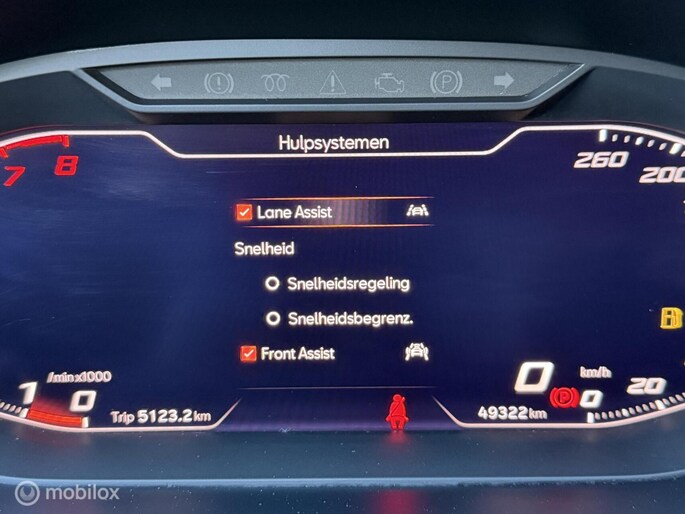 Hulpsystemen
7
8
260
200
Lane Assist
Snelheid
Snelheidsregeling
Snelheidsbegrenz.
Front Assist
1
/min x1000
0
0
km/h
P
0
20
Trip 5123.2 km
49322 km
mobilox